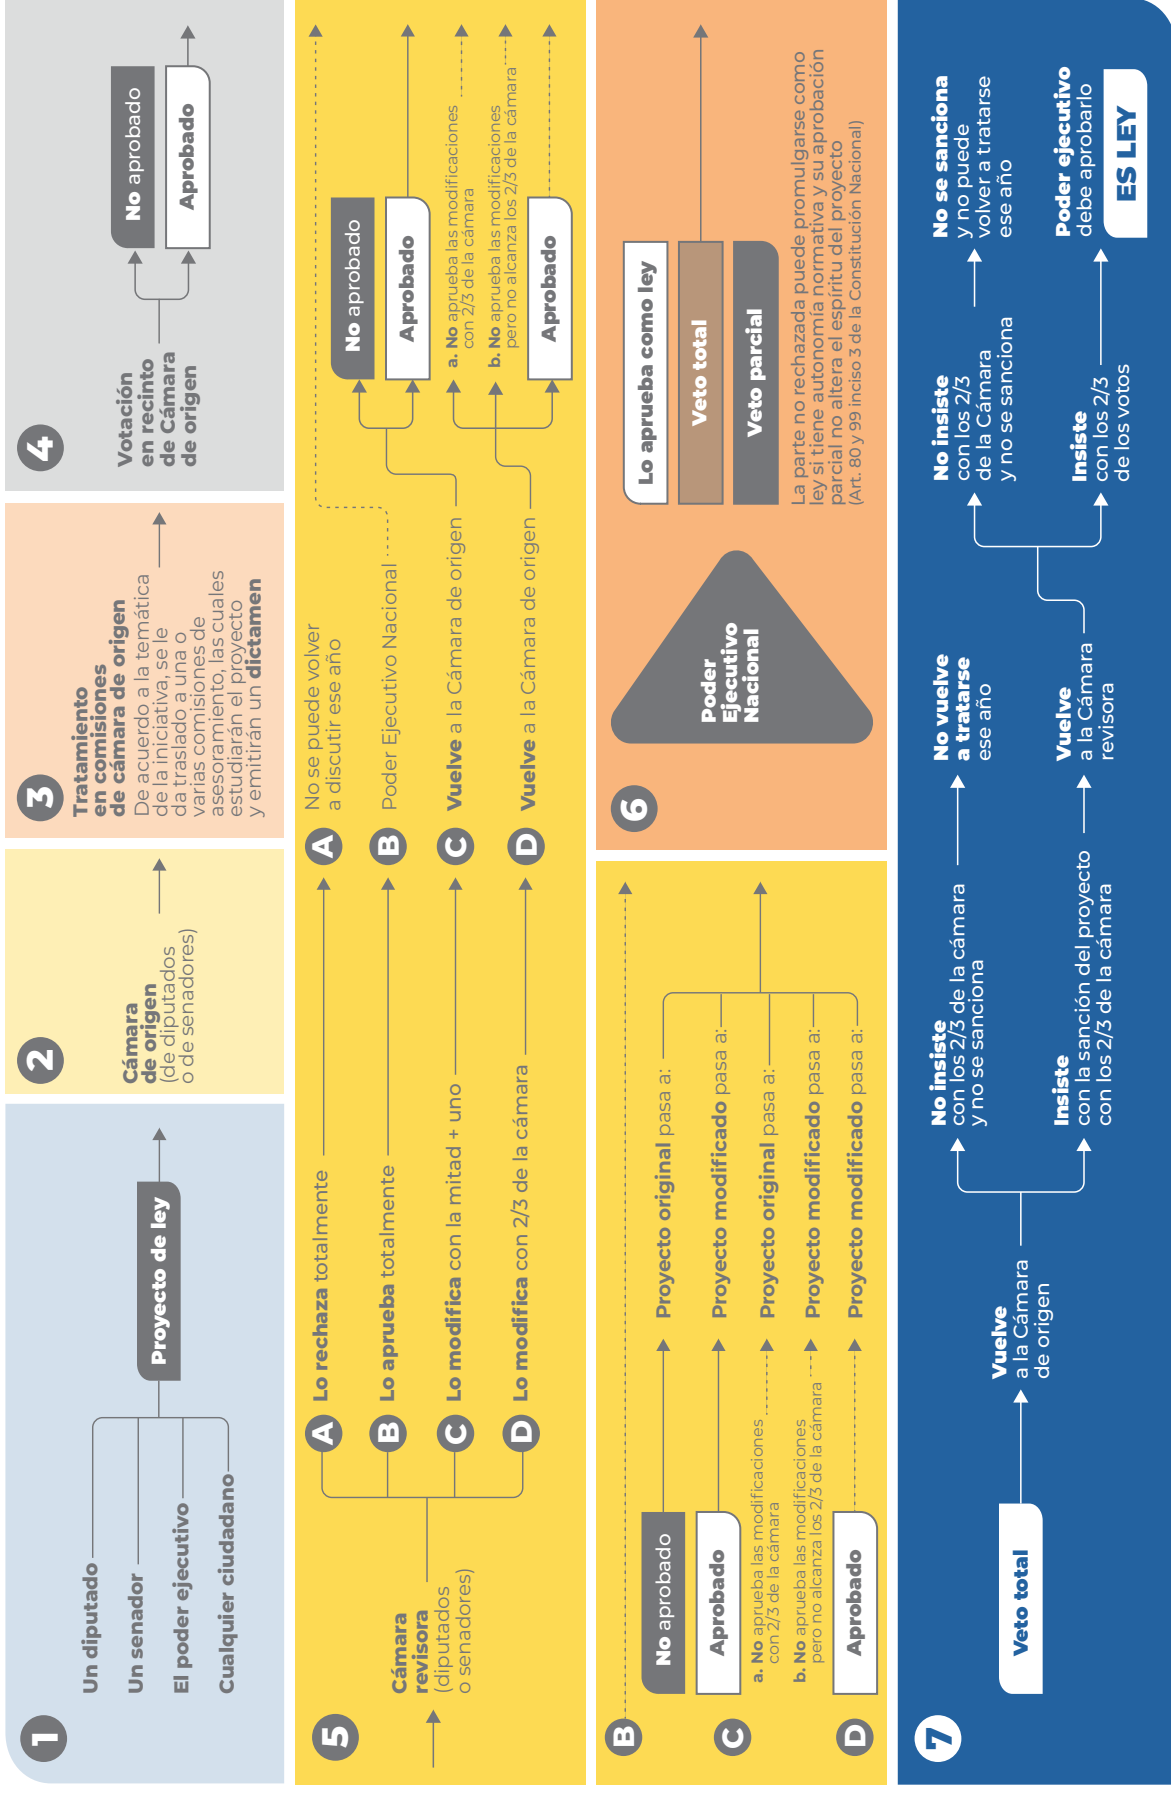 1
Un diputado
Un senador
El poder ejecutivo
Cualquier ciudadano
Proyecto de ley
2
Cámara
de origen
(de diputados
o de senadores)
3
Tratamiento
en comisiones
de cámara de origen
De acuerdo a la temática
de la iniciativa, se le
da traslado a una o
varias comisiones de
asesoramiento, las cuales
estudiarán el proyecto
y emitirán un dictamen
4
Votación
en recinto
de Cámara
de origen
No aprobado
Aprobado
5
Cámara
revisora
(diputados
o senadores)
A
Lo rechaza totalmente
B
Lo aprueba totalmente
C
Lo modifica con la mitad + uno
D
Lo modifica con 2/3 de la cámara
A
No se puede volver
a discutir ese año
B
Poder Ejecutivo Nacional
C
Vuelve a la Cámara de origen
D
Vuelve a la Cámara de origen
No aprobado
Aprobado
a. No aprueba las modificaciones
con 2/3 de la cámara
b. No aprueba las modificaciones
pero no alcanza los 2/3 de la cámara
Aprobado
B
C
No aprobado
Aprobado
D
a. No aprueba las modificaciones
con 2/3 de la cámara
b. No aprueba las modificaciones
pero no alcanza los 2/3 de la cámara
Aprobado
Proyecto original pasa a:
Proyecto modificado pasa a:
Proyecto original pasa a:
Proyecto modificado pasa a:
Proyecto modificado pasa a:
6
Poder
Ejecutivo
Nacional
Lo aprueba como ley
Veto total
Veto parcial
La parte no rechazada puede promulgarse como
ley si tiene autonomía normativa y su aprobación
parcial no altera el espíritu del proyecto
(Art. 80 y 99 inciso 3 de la Constitución Nacional)
7
Veto total
Vuelve
a la Cámara
de origen
No insiste
con los 2/3 de la cámara
y no se sanciona
No vuelve
a tratarse
ese año
Insiste
con la sanción del proyecto
con los 2/3 de la cámara
Vuelve
a la Cámara
revisora
No insiste
con los 2/3
de la Cámara
y no se sanciona
No se sanciona
y no puede
volver a tratarse
ese año
Insiste
con los 2/3
de los votos
Poder ejecutivo
debe aprobarlo
ES LEY